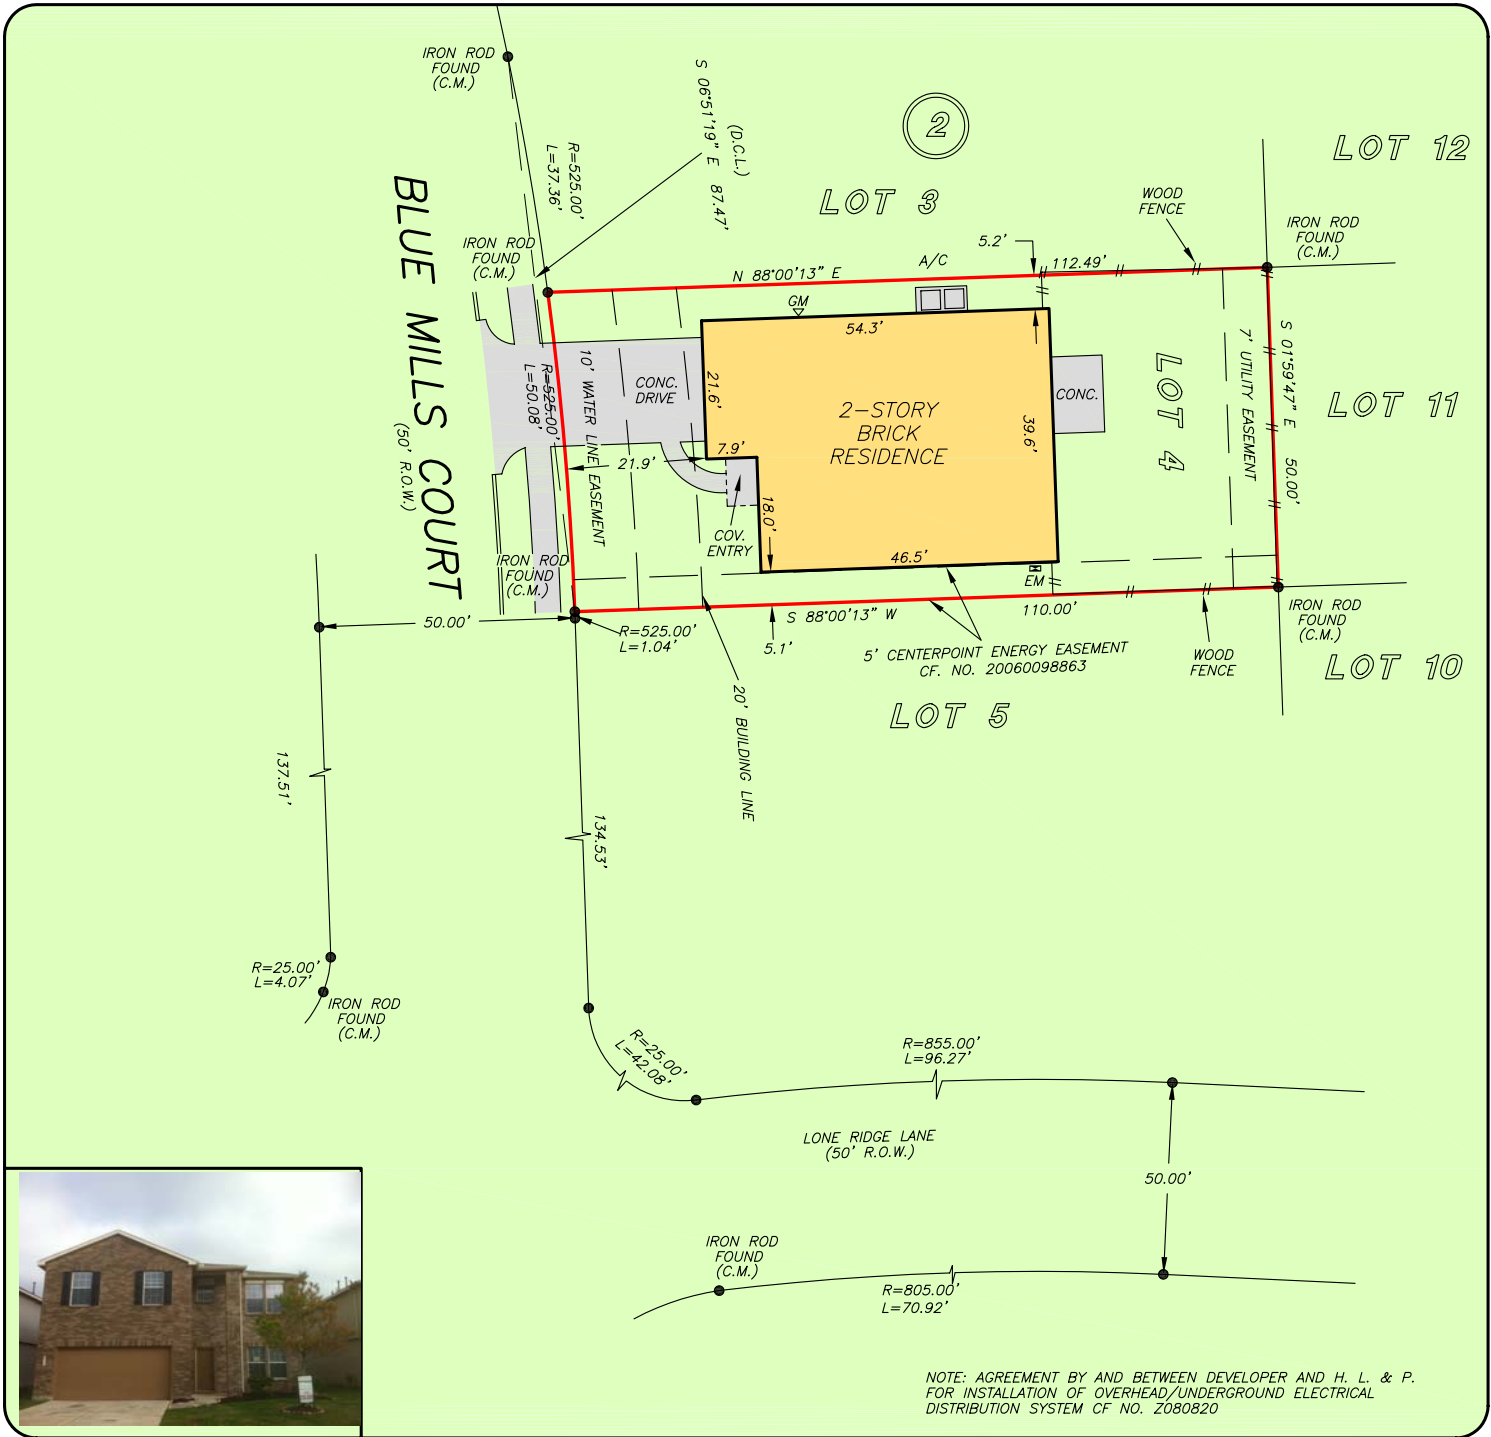 IRON ROD
FOUND
(C.M.)
S 06°51'19" E 87.47'
(D.C.L.)
2
LOT 12
R=525.00'
L=37.36'
LOT 3
WOOD
FENCE
BLUE MILLS COURT
(50' R.O.W.)
IRON ROD
FOUND
(C.M.)
5.2'
A/C
IRON ROD
FOUND
(C.M.)
N 88°00'13" E
112.49'
GM
54.3'
10' WATER LINE EASEMENT
R=525.00'
L=50.08'
CONC.
DRIVE
21.6'
2-STORY
BRICK
RESIDENCE
39.6'
CONC.
LOT 4
7' UTILITY EASEMENT
S 01°59'47" E 50.00'
LOT 11
7.9'
21.9'
18.0'
COV.
ENTRY
46.5'
EM
IRON ROD
FOUND
(C.M.)
50.00'
R=525.00'
L=1.04'
S 88°00'13" W
110.00'
5.1'
5' CENTERPOINT ENERGY EASEMENT
CF. NO. 20060098863
WOOD
FENCE
IRON ROD
FOUND
(C.M.)
LOT 10
LOT 5
20' BUILDING LINE
137.51'
134.53'
R=25.00'
L=4.07'
IRON ROD
FOUND
(C.M.)
R=25.00'
L=42.08'
R=855.00'
L=96.27'
LONE RIDGE LANE
(50' R.O.W.)
50.00'
IRON ROD
FOUND
(C.M.)
R=805.00'
L=70.92'
NOTE: AGREEMENT BY AND BETWEEN DEVELOPER AND H. L. & P.
FOR INSTALLATION OF OVERHEAD/UNDERGROUND ELECTRICAL
DISTRIBUTION SYSTEM CF NO. Z080820